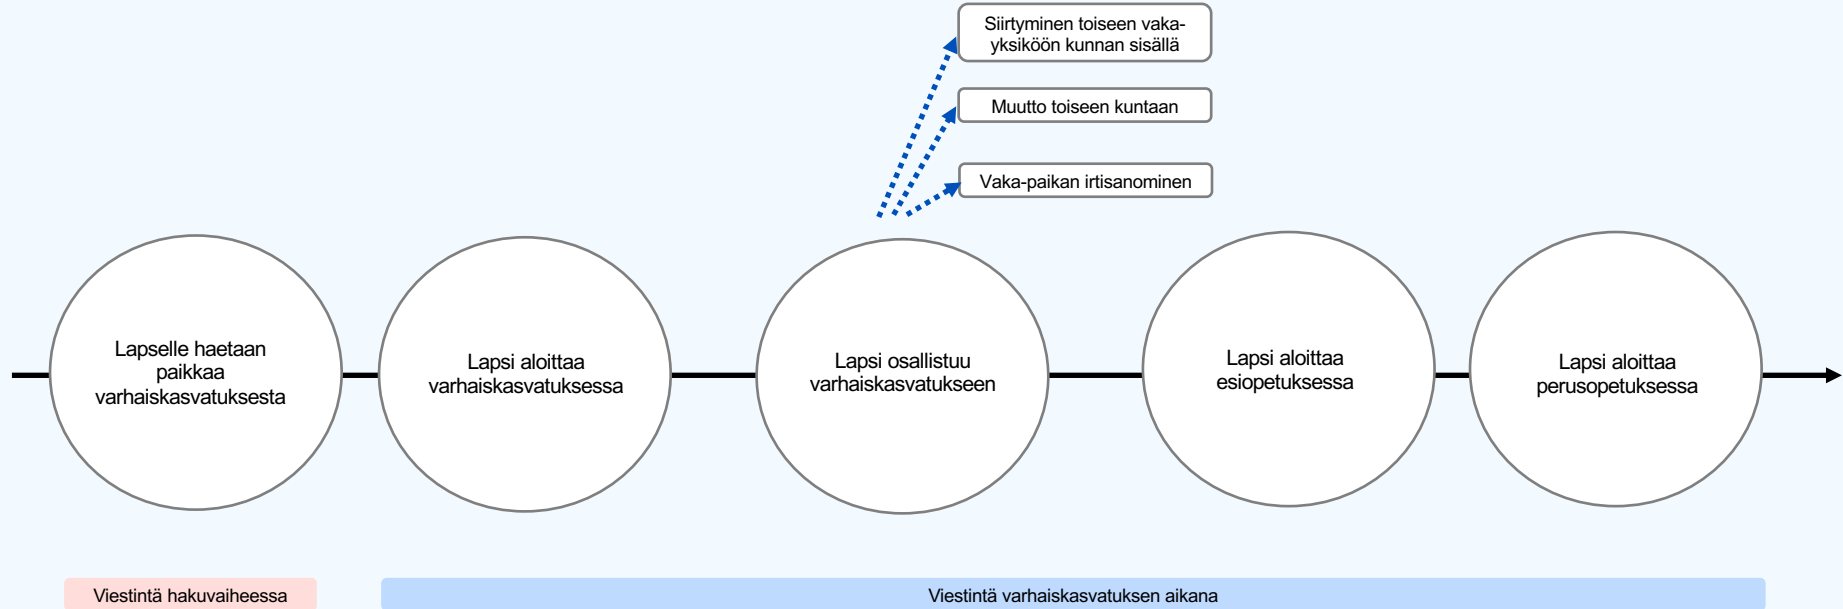 Siirtyminen toiseen vaka-
yksiköön kunnan sisällä
Muutto toiseen kuntaan
Vaka-paikan irtisanominen
Lapselle haetaan
paikkaa
varhaiskasvatuksesta
Lapsi aloittaa
varhaiskasvatuksessa
Lapsi osallistuu
varhaiskasvatukseen
Lapsi aloittaa
esiopetuksessa
Lapsi aloittaa
perusopetuksessa
Viestintä hakuvaiheessa
Viestintä varhaiskasvatuksen aikana